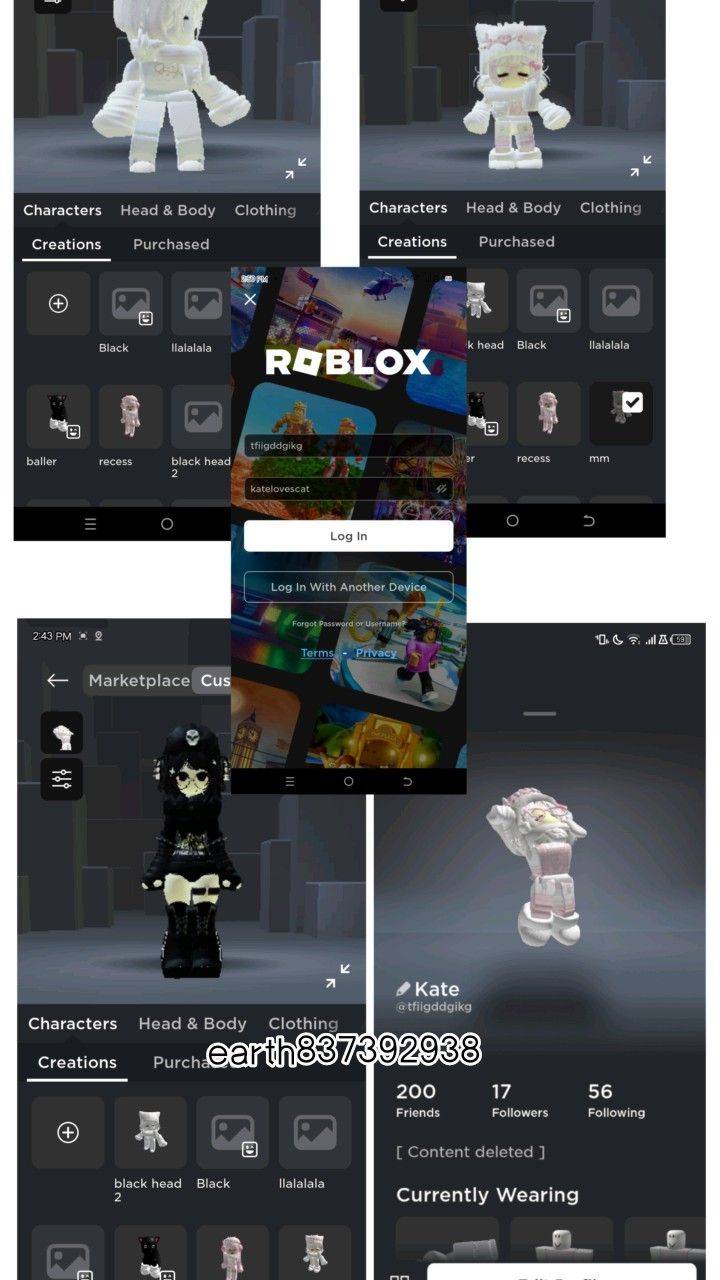 Characters
Head & Body
Clothing
Creations
Purchased
Black
llalalala
baller
recess
black head
2
Characters
Head & Body
Clothing
Creations
Purchased
k head
Black
llalalala
er
recess
mm
ROBLOX
tfiigddgikg
katelovescat
Log In
Log In With Another Device
Forgot Password or Username?
Terms - Privacy
2:43 PM
Marketplace
Cus
Characters
Head & Body
Clothing
Creations
Purcha
earth837392938
black head
2
Black
llalalala
59
Kate
@tfiigddgikg
200
Friends
17
Followers
56
Following
[ Content deleted ]
Currently Wearing